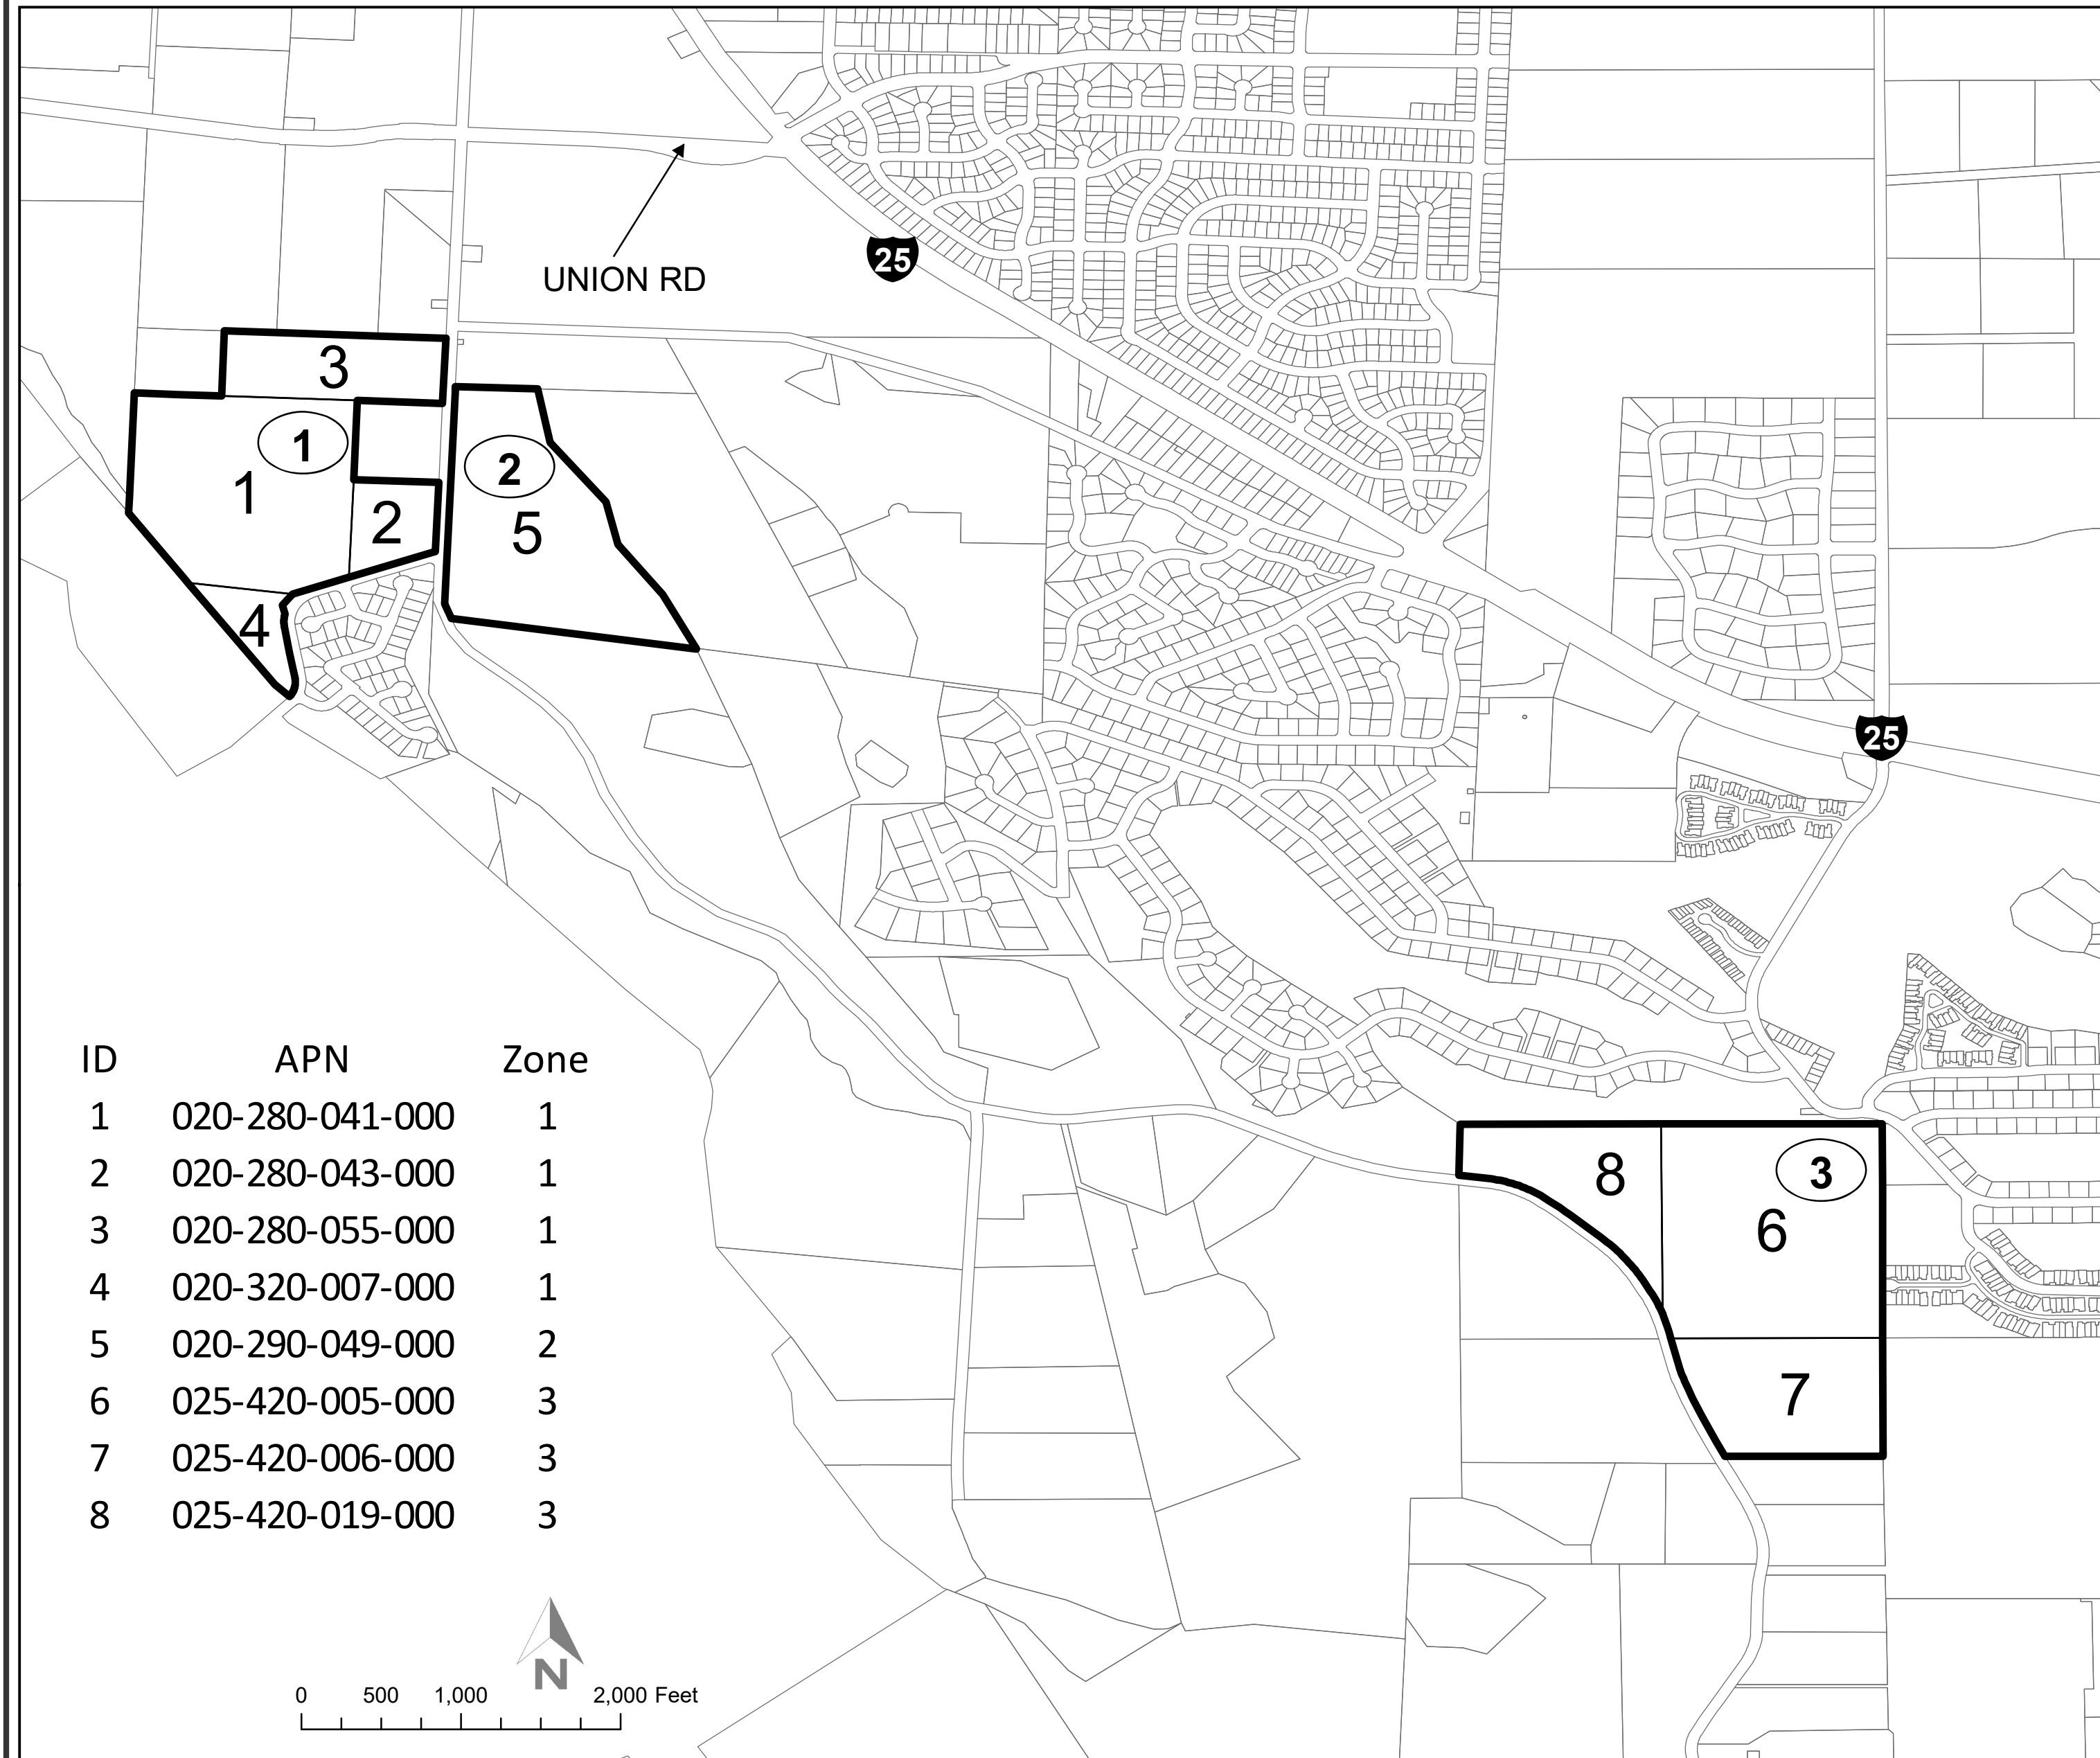 25
UNION RD
3
1
2
1
5
2
4
25
3
8
6
7
ID APN Zone
1 020-280-041-000 1
2 020-280-043-000 1
3 020-280-055-000 1
4 020-320-007-000 1
5 020-290-049-000 2
6 025-420-005-000 3
7 025-420-006-000 3
8 025-420-019-000 3
N
0 500 1,000 2,000 Feet